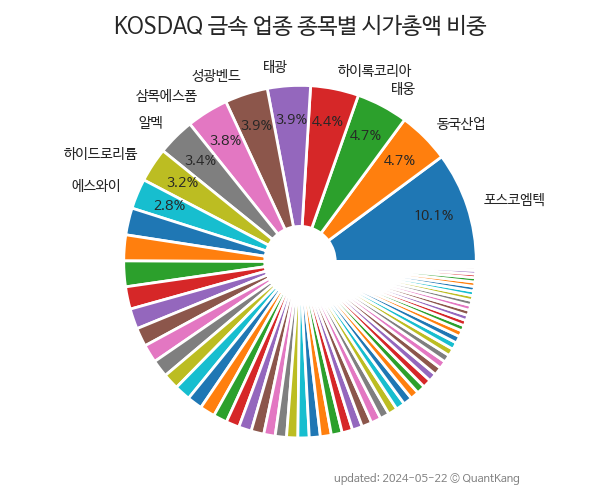 KOSDAQ 금속 업종 종목별 시가총액 비중
포스코엠텍
10.1%
동국산업
4.7%
태웅
4.7%
하이록코리아
4.4%
태광
3.9%
성광벤드
3.9%
삼목에스폼
3.8%
알멕
3.4%
하이드로리튬
3.2%
에스와이
2.8%
updated: 2024-05-22 © QuantKang